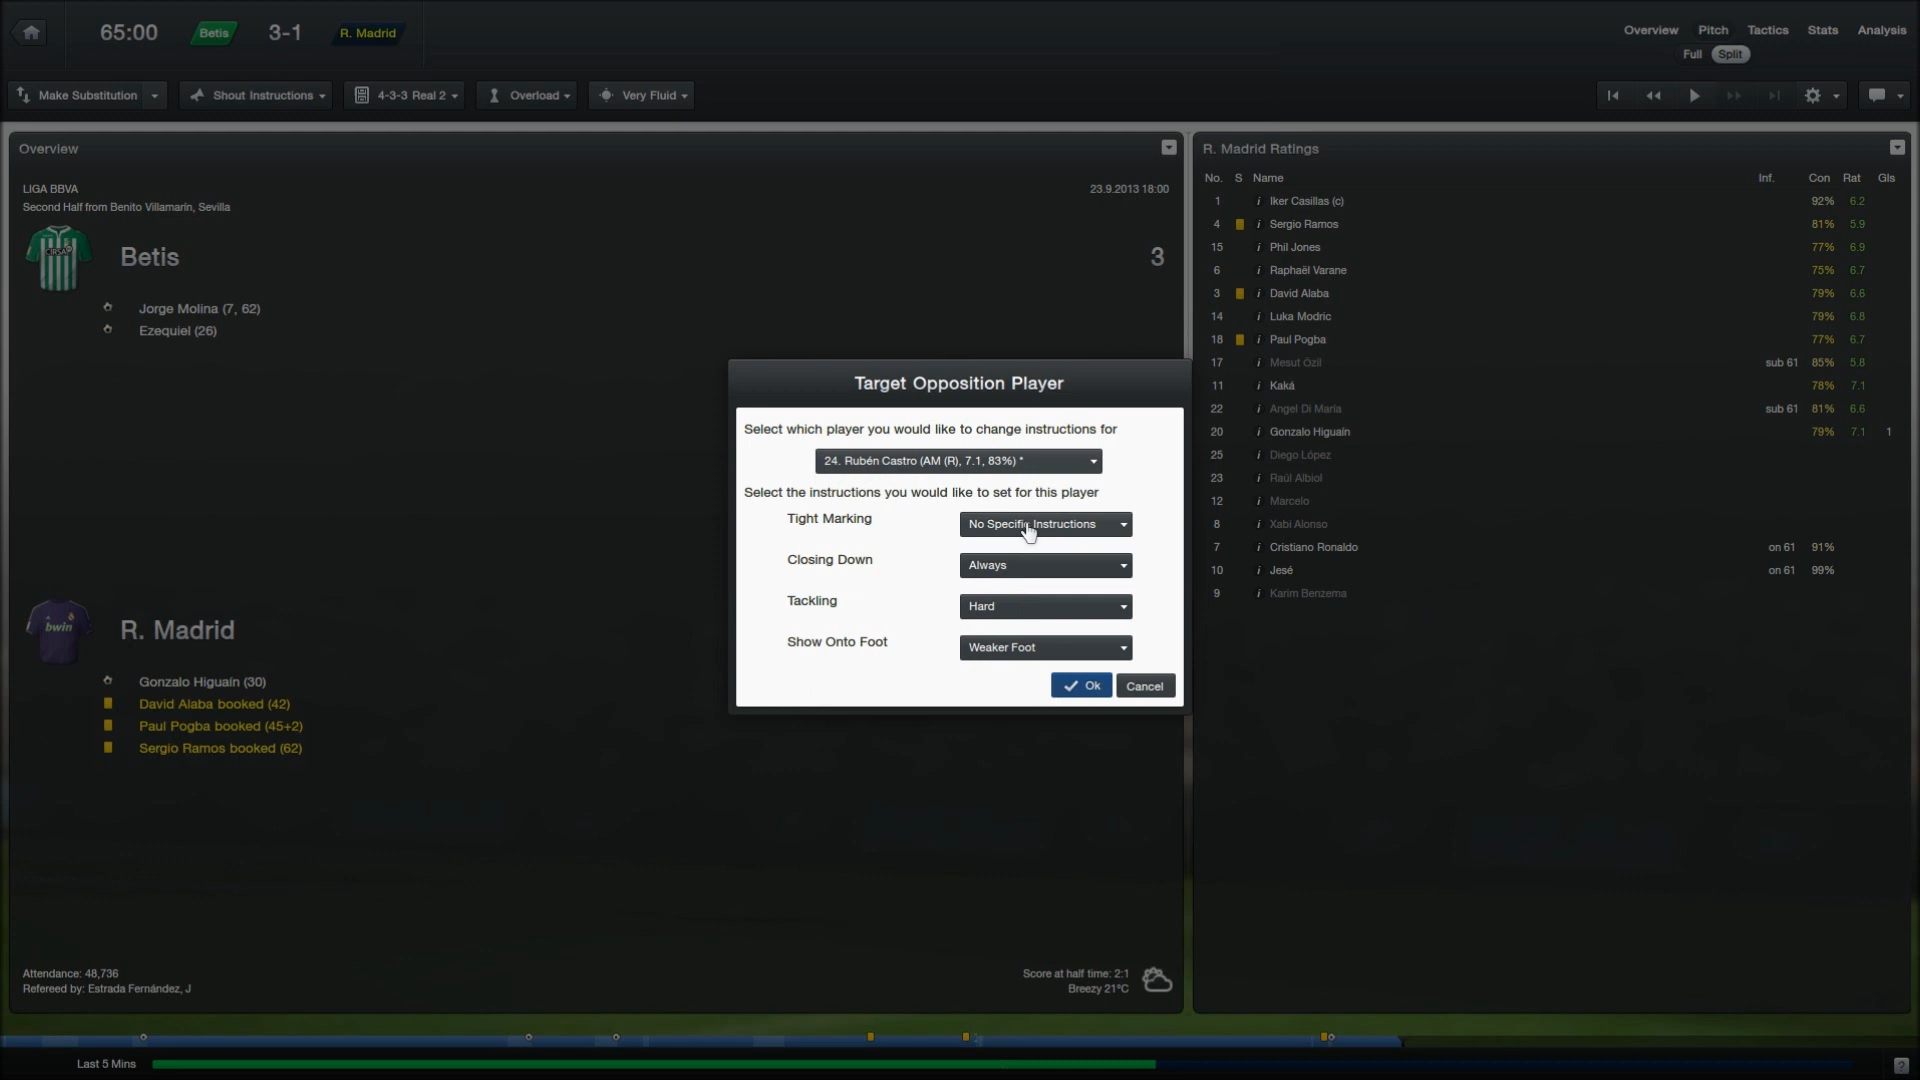 65:00 Betis 3-1 R. Madrid
Overview Pitch Tactics Stats Analysis
Full Split
Make Substitution Shout Instructions 4-3-3 Real 2 Overload Very Fluid
Overview
LIGA BBVA 23.9.2013 18:00
Second Half from Benito Villamarín, Sevilla
CIRSA
Betis 3
Jorge Molina (7, 62)
Ezequiel (26)
bwin
R. Madrid
Gonzalo Higuaín (30)
David Alaba booked (42)
Paul Pogba booked (45+2)
Sergio Ramos booked (62)
Attendance: 48,736
Refereed by: Estrada Fernández, J
Score at half time: 2:1
Breezy 21°C
Target Opposition Player
Select which player you would like to change instructions for
24. Rubén Castro (AM (R), 7.1, 83%) *
Select the instructions you would like to set for this player
Tight Marking No Specific Instructions
Closing Down Always
Tackling Hard
Show Onto Foot Weaker Foot
Ok Cancel
R. Madrid Ratings
No. S Name Inf. Con Rat Gls
1 i Iker Casillas (c) 92% 6.2
4 i Sergio Ramos 81% 5.9
15 i Phil Jones 77% 6.9
6 i Raphaël Varane 75% 6.7
3 i David Alaba 79% 6.6
14 i Luka Modric 79% 6.8
18 i Paul Pogba 77% 6.7
17 i Mesut Özil sub 61 85% 5.8
11 i Kaká 78% 7.1
22 i Angel Di María sub 61 81% 6.6
20 i Gonzalo Higuaín 79% 7.1 1
25 i Diego López
23 i Raúl Albiol
12 i Marcelo
8 i Xabi Alonso
7 i Cristiano Ronaldo on 61 91%
10 i Jesé on 61 99%
9 i Karim Benzema
Last 5 Mins ?